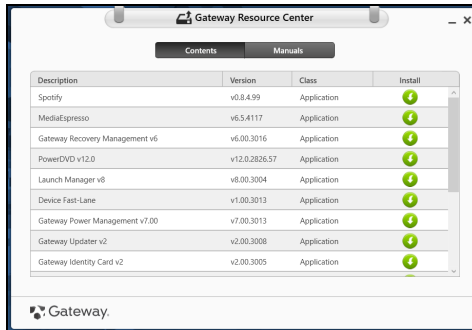 Gateway Resource Center
Contents Manuals
Description Version Class Install
Spotify v0.8.4.99 Application
MediaEspresso v6.5.4117 Application
Gateway Recovery Management v6 v6.00.3016 Application
PowerDVD v12.0 v12.0.2826.57 Application
Launch Manager v8 v8.00.3004 Application
Device Fast-Lane v1.00.3013 Application
Gateway Power Management v7.00 v7.00.3013 Application
Gateway Updater v2 v2.00.3008 Application
Gateway Identity Card v2 v2.00.3005 Application
Gateway.